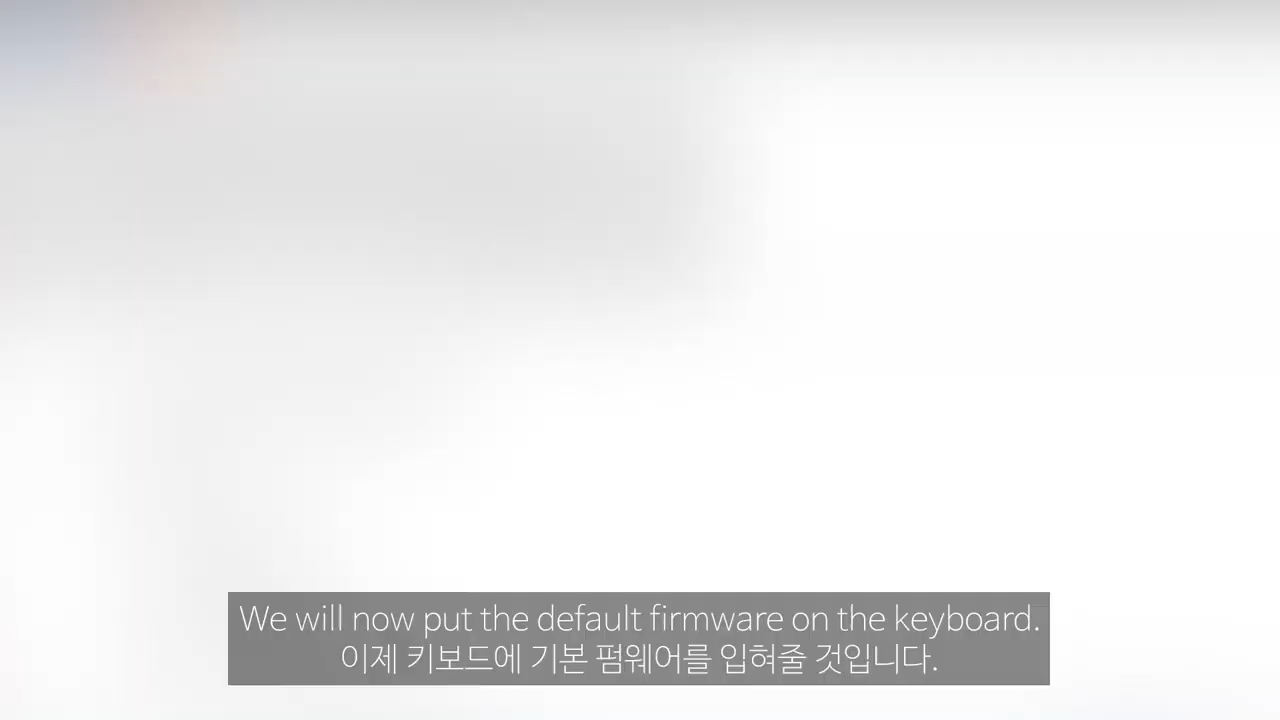 We will now put the default firmware on the keyboard.
이제 키보드에 기본 펌웨어를 입혀줄 것입니다.